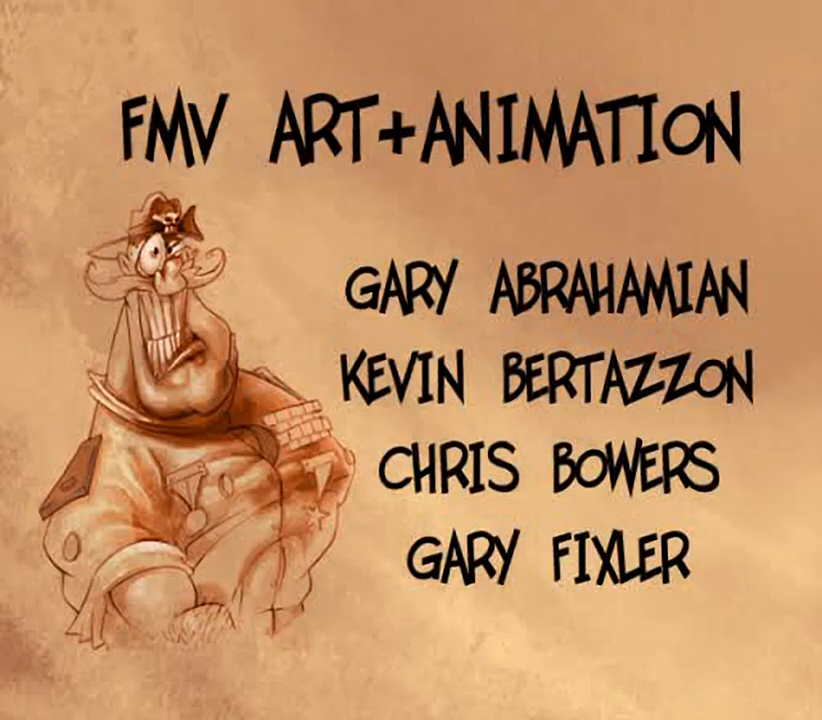 FMV ART+ANIMATION
GARY ABRAHAMIAN
KEVIN BERTAZZON
CHRIS BOWERS
GARY FIXLER